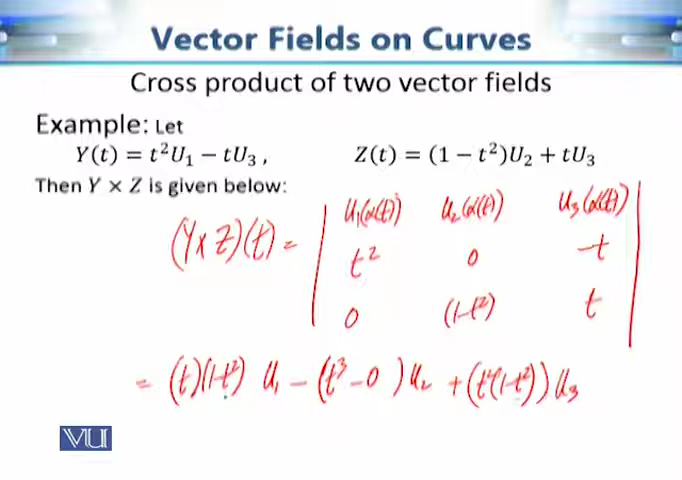 Vector Fields on Curves
Cross product of two vector fields
Example: Let
Y(t) = t²U₁ − tU₃ , Z(t) = (1 − t²)U₂ + tU₃
Then Y × Z is given below:
U₁(α(t)) U₂(α(t)) U₃(α(t))
(Y×Z)(t) = | t² 0 −t |
0 (1−t²) t
= (t)(1−t²) U₁ − (t³−0) U₂ + (t²(1−t²)) U₃
VU